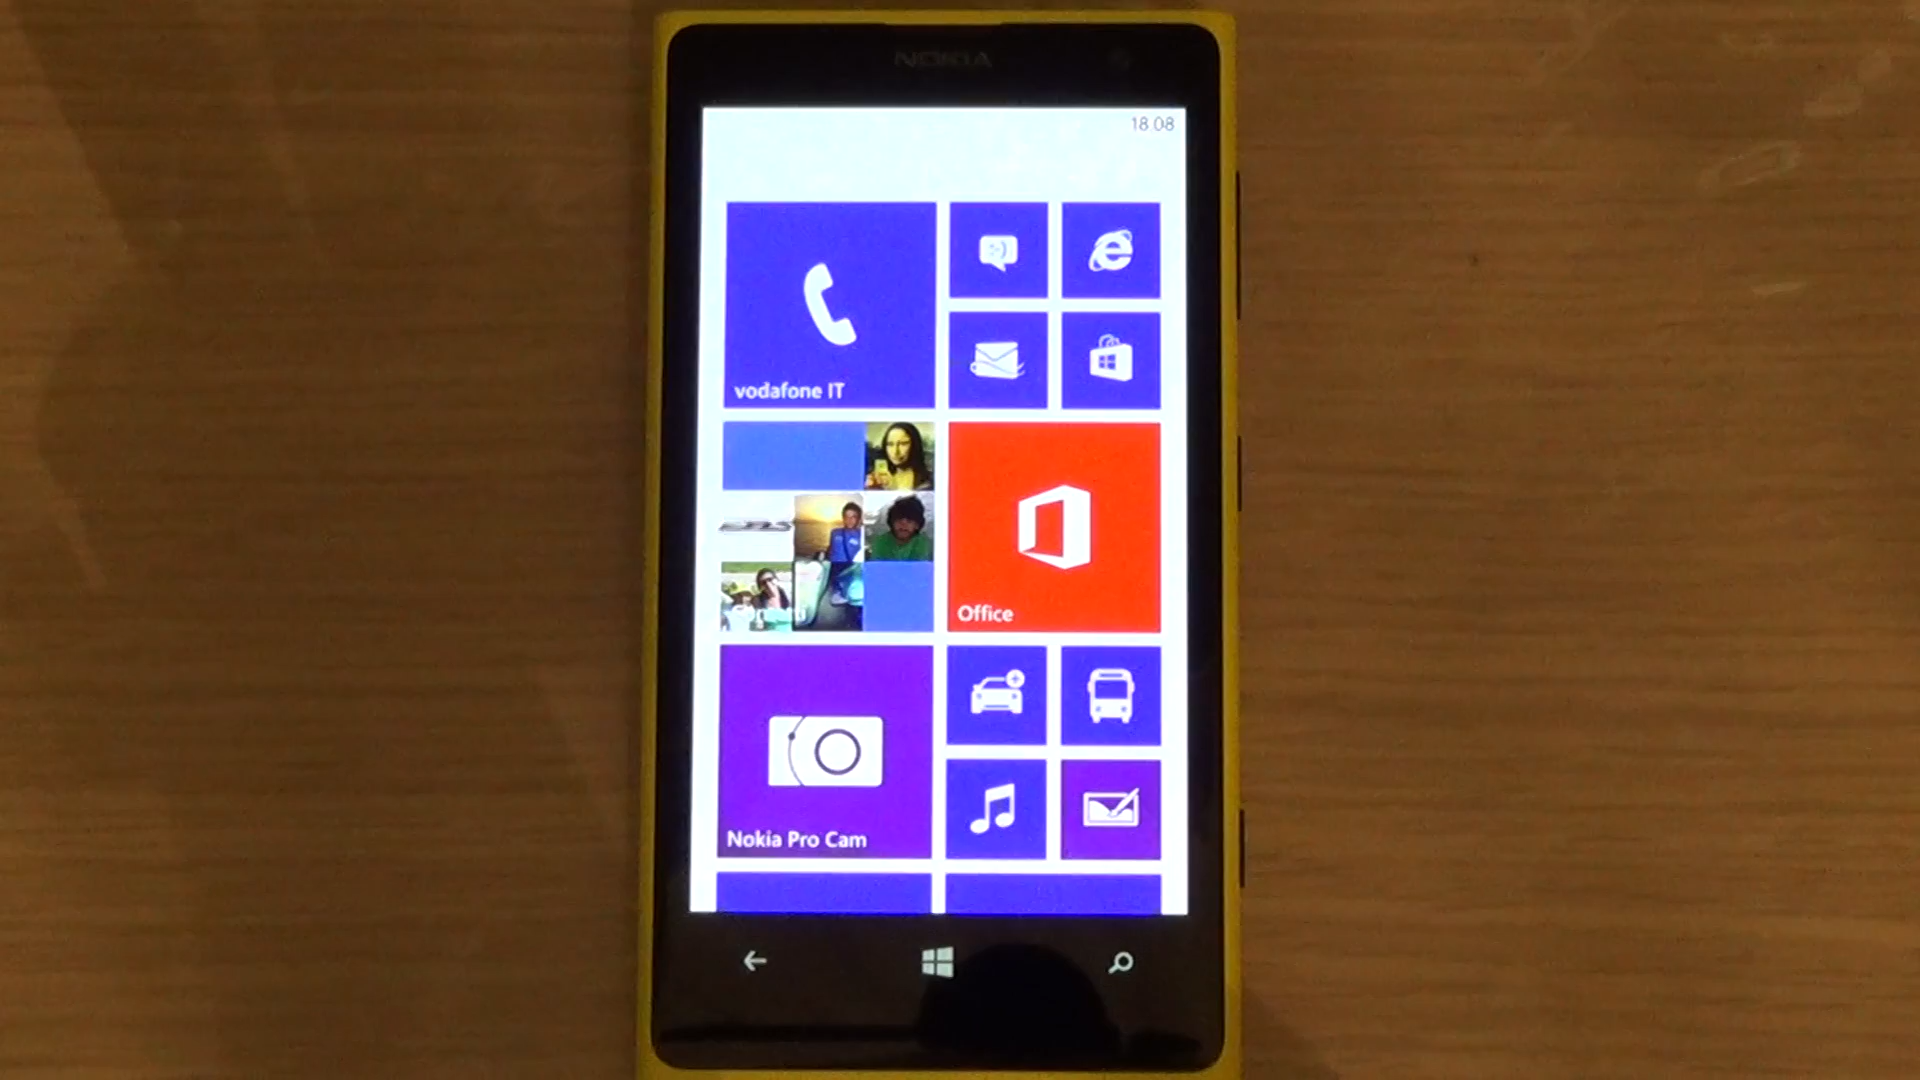 NOKIA
18:08
vodafone IT
Office
Nokia Pro Cam